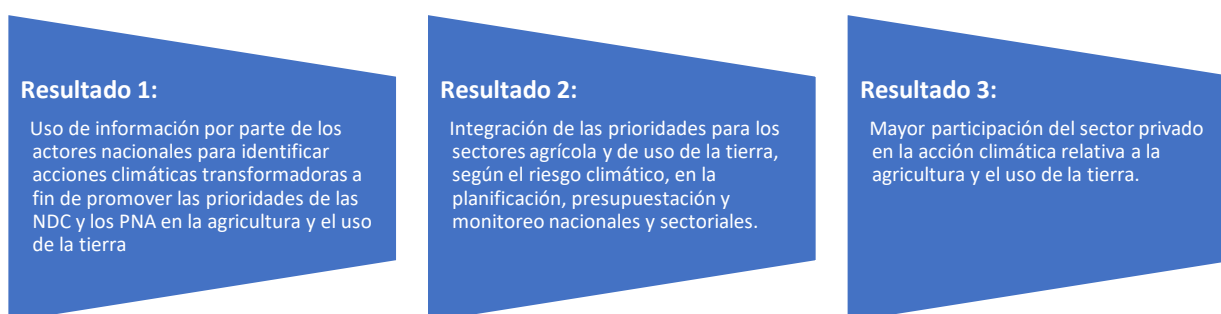 Resultado 1:
Uso de información por parte de los
actores nacionales para identificar
acciones climáticas transformadoras a
fin de promover las prioridades de las
NDC y los PNA en la agricultura y el uso
de la tierra
Resultado 2:
Integración de las prioridades para los
sectores agrícola y de uso de la tierra,
según el riesgo climático, en la
planificación, presupuestación y
monitoreo nacionales y sectoriales.
Resultado 3:
Mayor participación del sector privado
en la acción climática relativa a la
agricultura y el uso de la tierra.